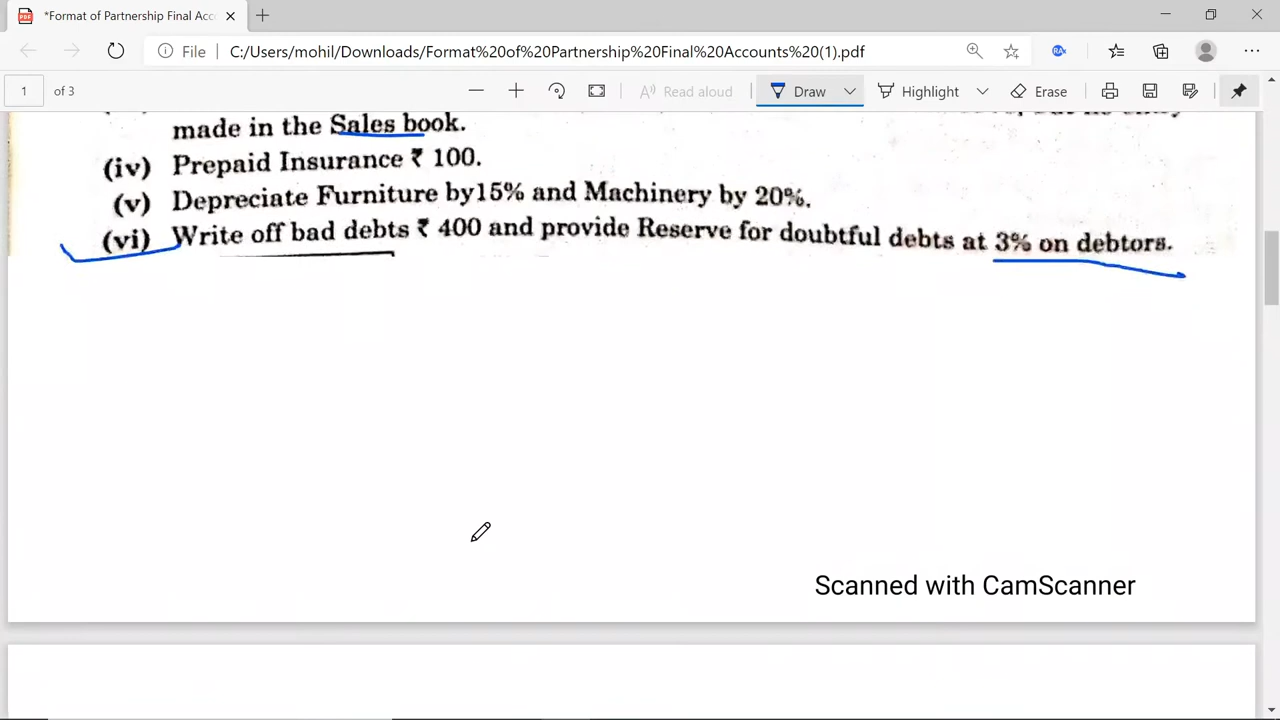 *Format of Partnership Final Acc
File
C:/Users/mohil/Downloads/Format%20of%20Partnership%20Final%20Accounts%20(1).pdf
1 of 3
Read aloud
Draw
Highlight
Erase
made in the Sales book.
(iv) Prepaid Insurance ₹ 100.
(v) Depreciate Furniture by15% and Machinery by 20%.
(vi) Write off bad debts ₹ 400 and provide Reserve for doubtful debts at 3% on debtors.
Scanned with CamScanner